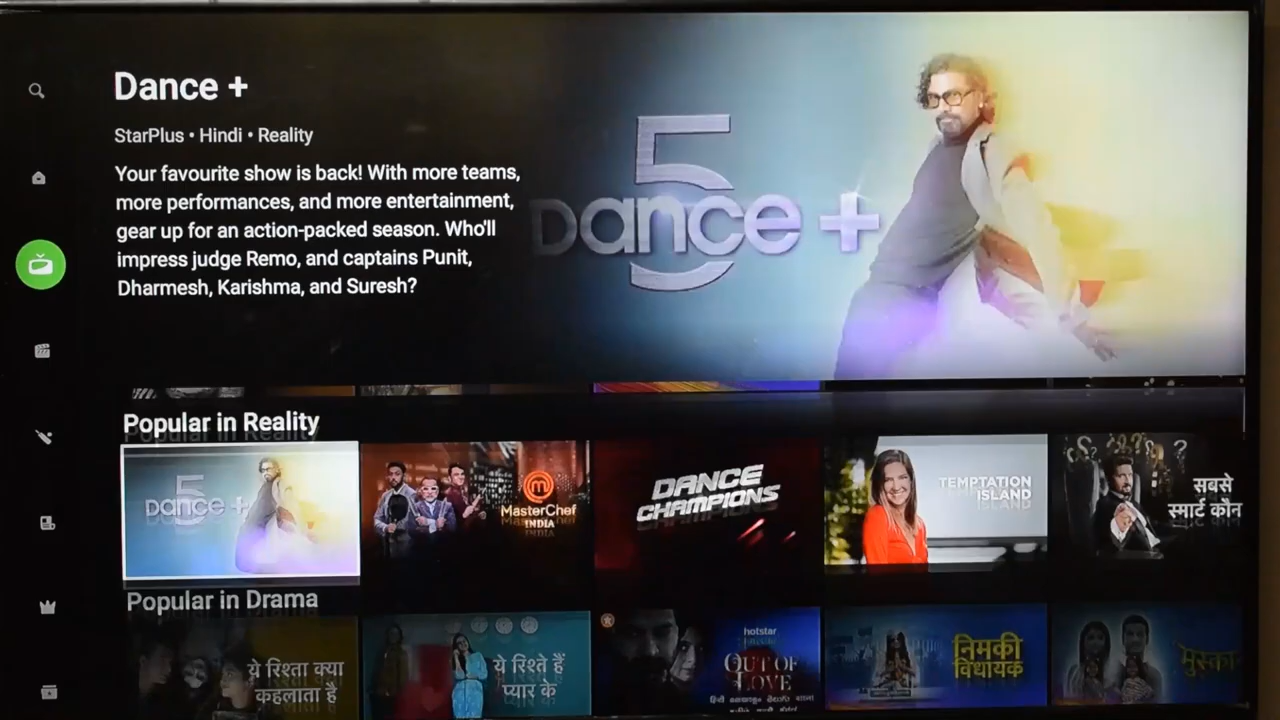 Dance +
StarPlus • Hindi • Reality
Your favourite show is back! With more teams,
more performances, and more entertainment,
gear up for an action-packed season. Who'll
impress judge Remo, and captains Punit,
Dharmesh, Karishma, and Suresh?
5
Dance +
Popular in Reality
5
Dance +
MasterChef
INDIA
DANCE
CHAMPIONS
TEMPTATION
ISLAND
सबसे
स्मार्ट कौन
Popular in Drama
ये रिश्ता क्या
कहलाता है
ये रिश्ते हैं
प्यार के
hotstar
OUT OF
LOVE
निमकी
विधायक